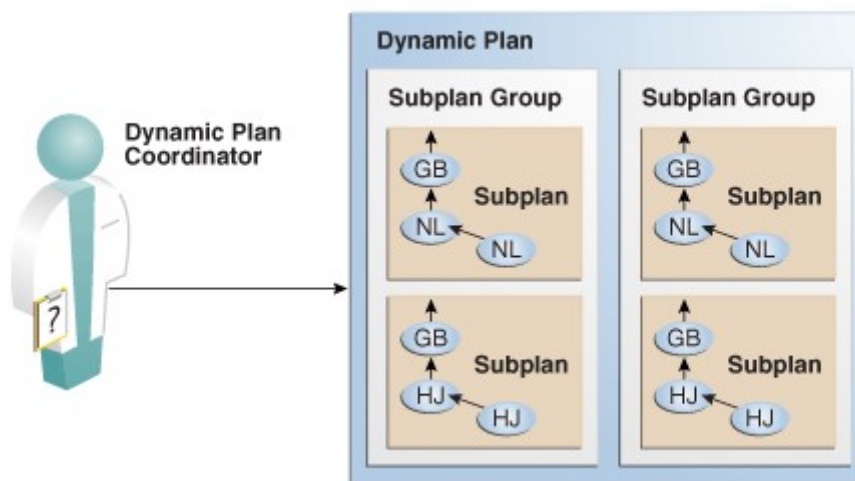 Dynamic Plan
Subplan Group
Subplan Group
Dynamic Plan
Coordinator
GB
Subplan
NL
NL
GB
Subplan
NL
NL
?
GB
Subplan
HJ
HJ
GB
Subplan
HJ
HJ